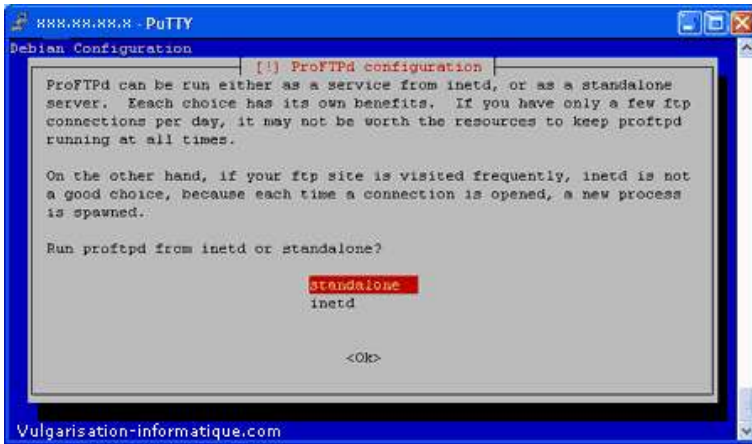 xxx.xx.xx.x - PuTTY
Debian Configuration
[!] ProFTPd configuration
ProFTPd can be run either as a service from inetd, or as a standalone
server. Eeach choice has its own benefits. If you have only a few ftp
connections per day, it may not be worth the resources to keep proftpd
running at all times.
On the other hand, if your ftp site is visited frequently, inetd is not
a good choice, because each time a connection is opened, a new process
is spawned.
Run proftpd from inetd or standalone?
standalone
inetd
<Ok>
Vulgarisation-informatique.com